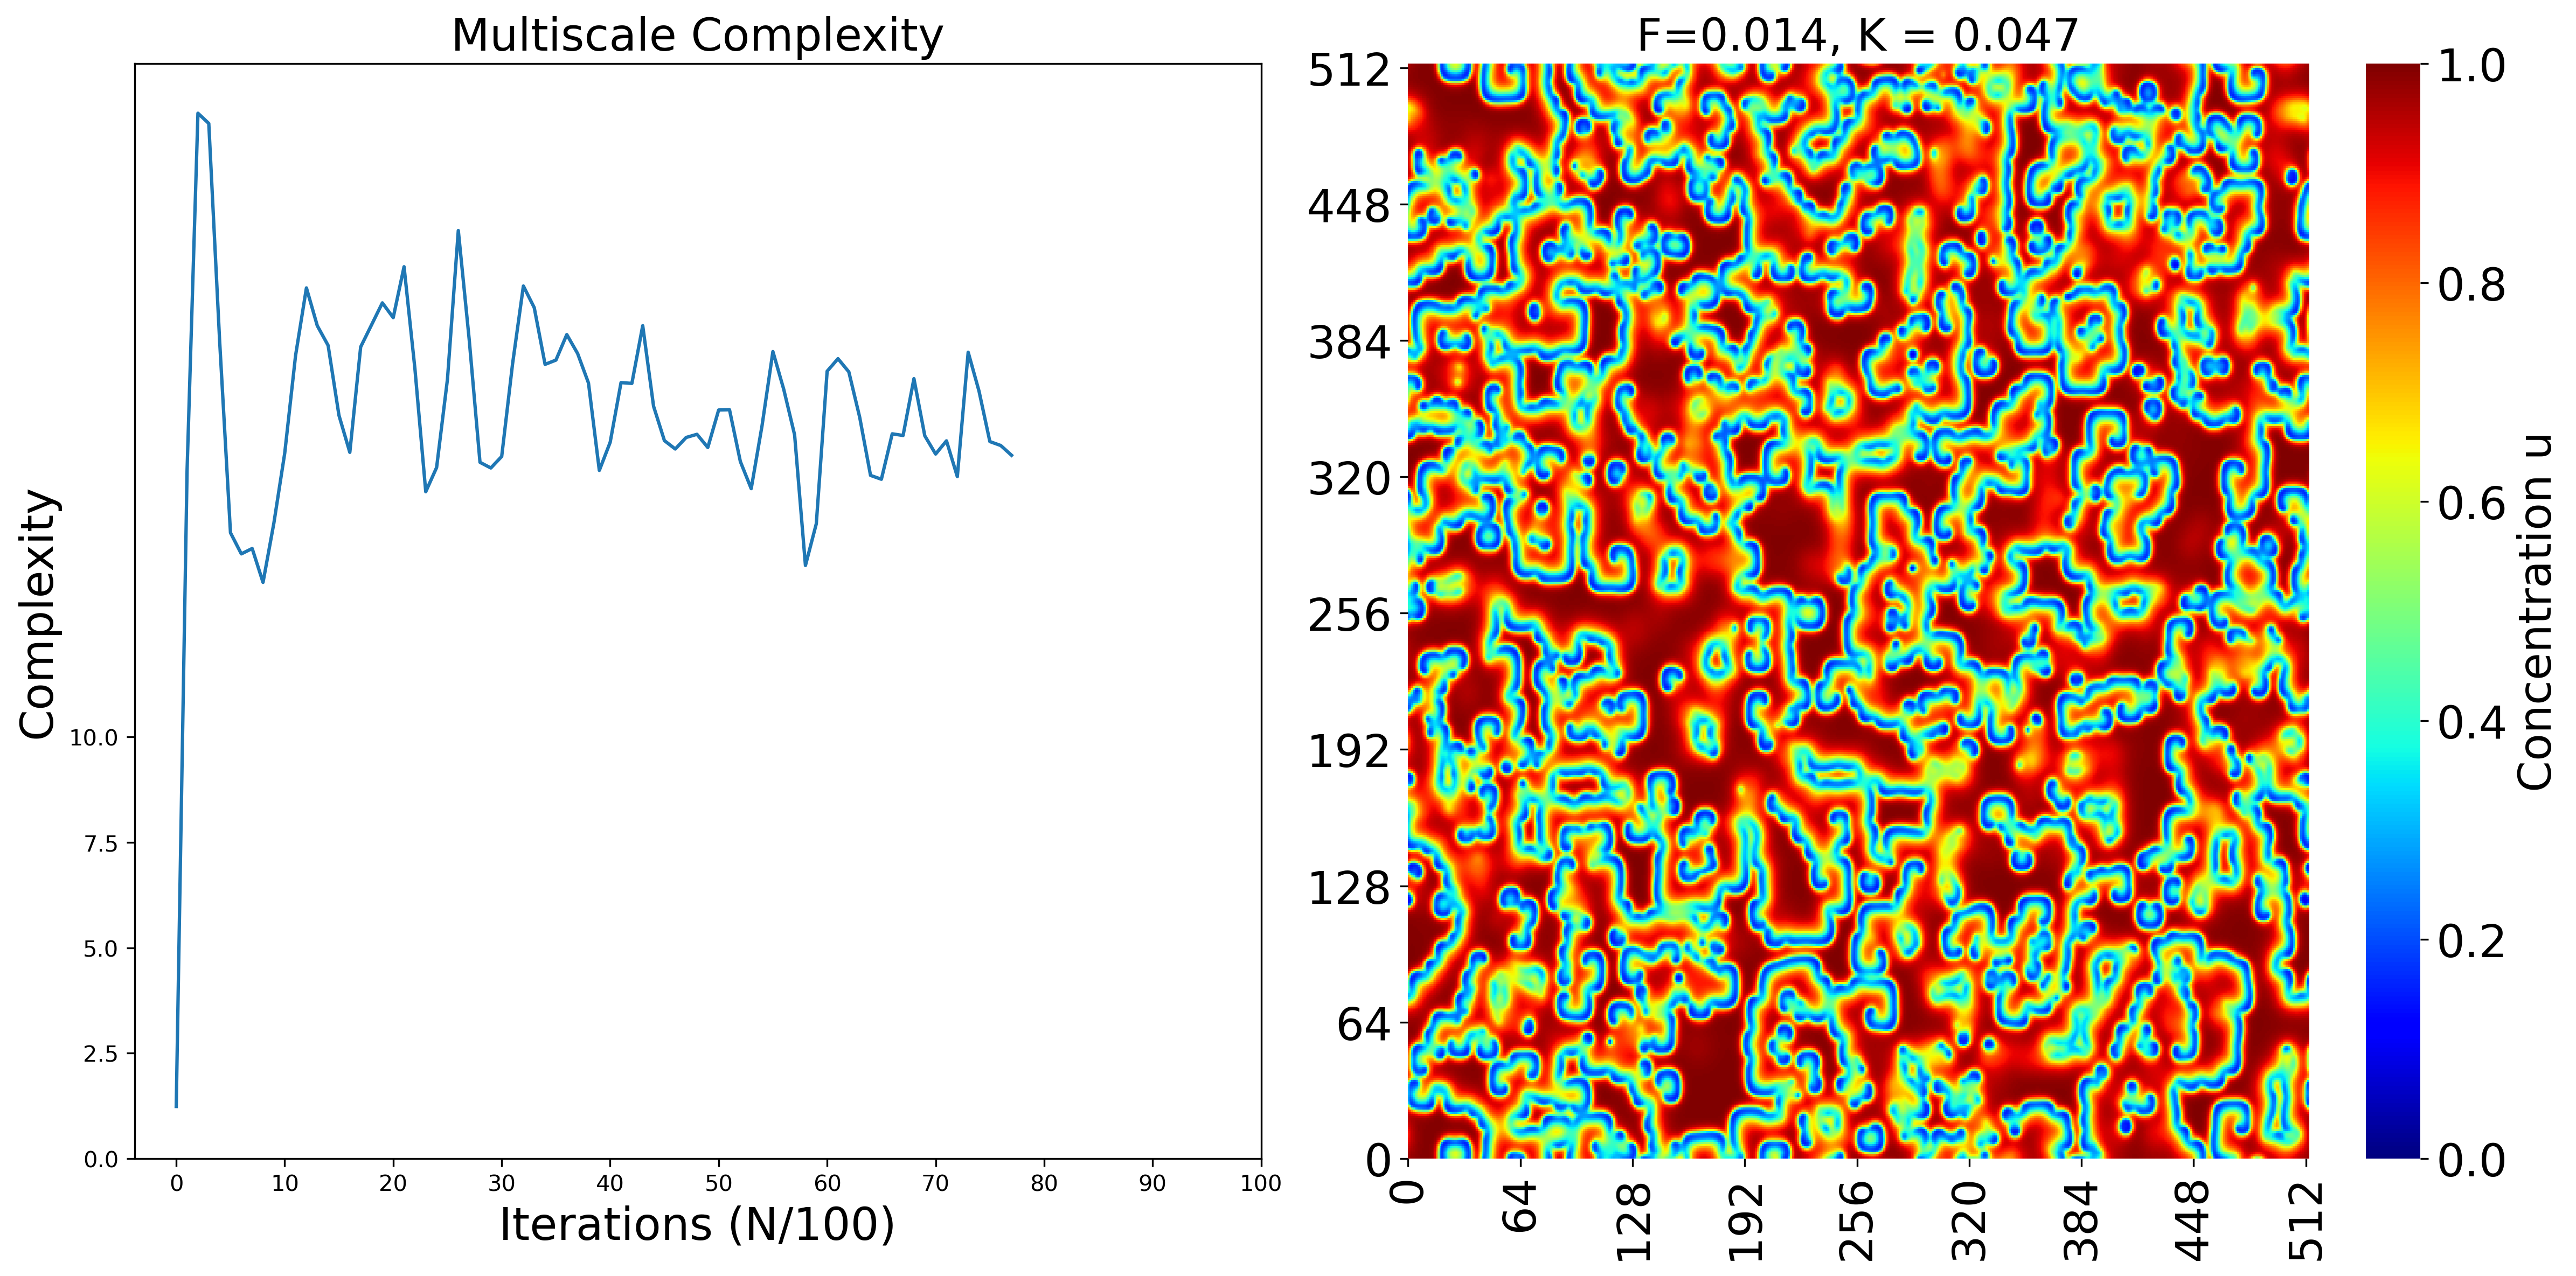 Multiscale Complexity
Complexity
10.0
7.5
5.0
2.5
0.0
0 10 20 30 40 50 60 70 80 90 100
Iterations (N/100)
F=0.014, K = 0.047
512
448
384
320
256
192
128
64
0
0 64 128 192 256 320 384 448 512
1.0
0.8
0.6
0.4
0.2
0.0
Concentration u